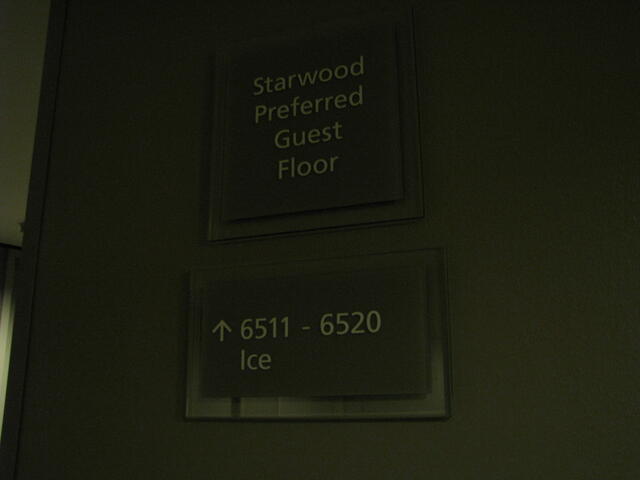 Starwood
Preferred
Guest
Floor
↑ 6511 - 6520
Ice